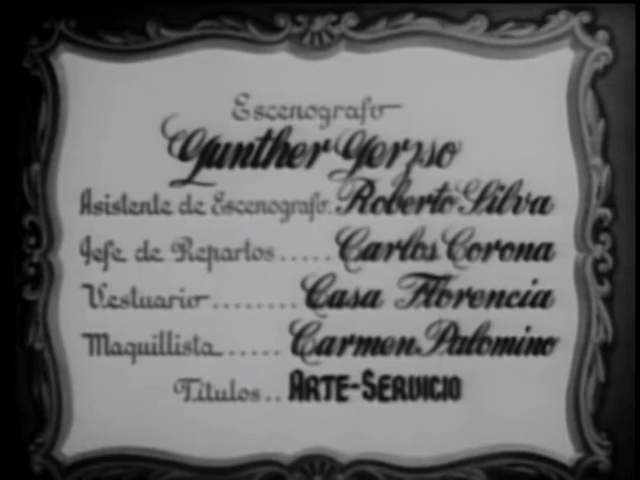 Escenografo
Gunther Gerzso
Asistente de Escenografo. Roberto Silva
Jefe de Repartos..... Carlos Corona
Vestuario........ Casa Florencia
Maquillista...... Carmen Palomino
Titulos.. ARTE-SERVICIO